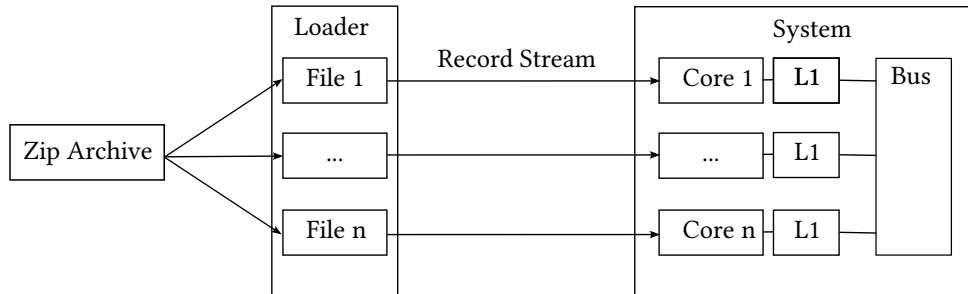 Loader
System
File 1
Record Stream
Core 1
L1
Bus
Zip Archive
...
...
L1
File n
Core n
L1